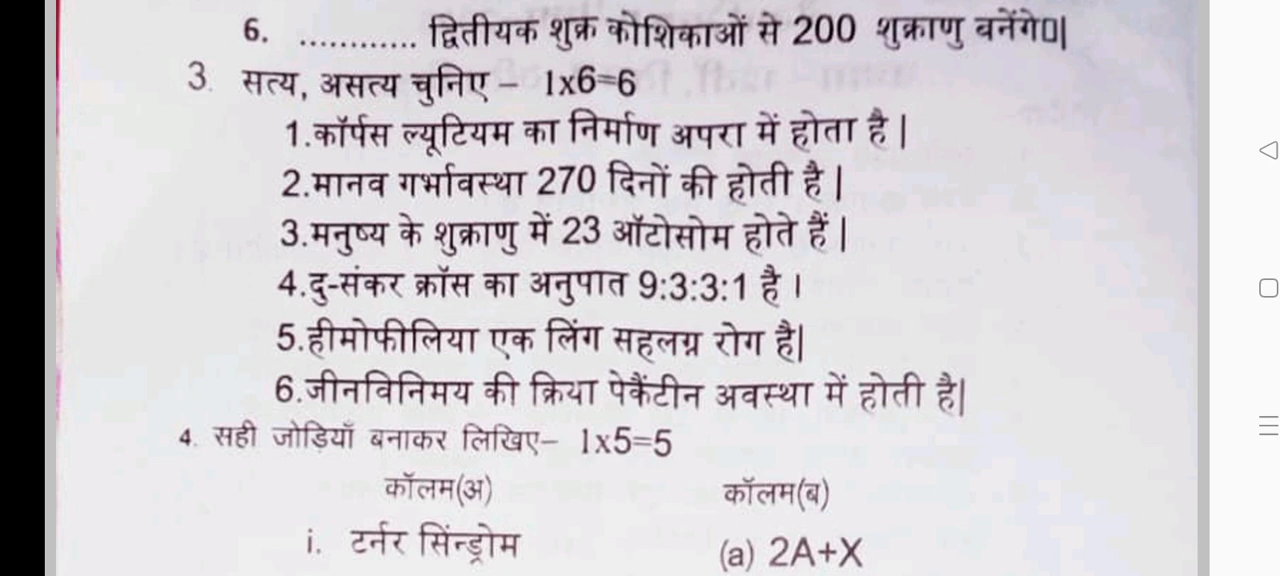 6. ............ द्वितीयक शुक्र कोशिकाओं से 200 शुक्राणु बनेंगे▯|
3. सत्य, असत्य चुनिए – 1x6=6
1.कॉर्पस ल्यूटियम का निर्माण अपरा में होता है |
2.मानव गर्भावस्था 270 दिनों की होती है |
3.मनुष्य के शुक्राणु में 23 ऑटोसोम होते हैं |
4.दु-संकर क्रॉस का अनुपात 9:3:3:1 है ।
5.हीमोफीलिया एक लिंग सहलग्न रोग है|
6.जीनविनिमय की क्रिया पेकैंटीन अवस्था में होती है|
4. सही जोड़ियाँ बनाकर लिखिए– 1x5=5
कॉलम(अ) कॉलम(ब)
i. टर्नर सिंन्ड्रोम (a) 2A+X